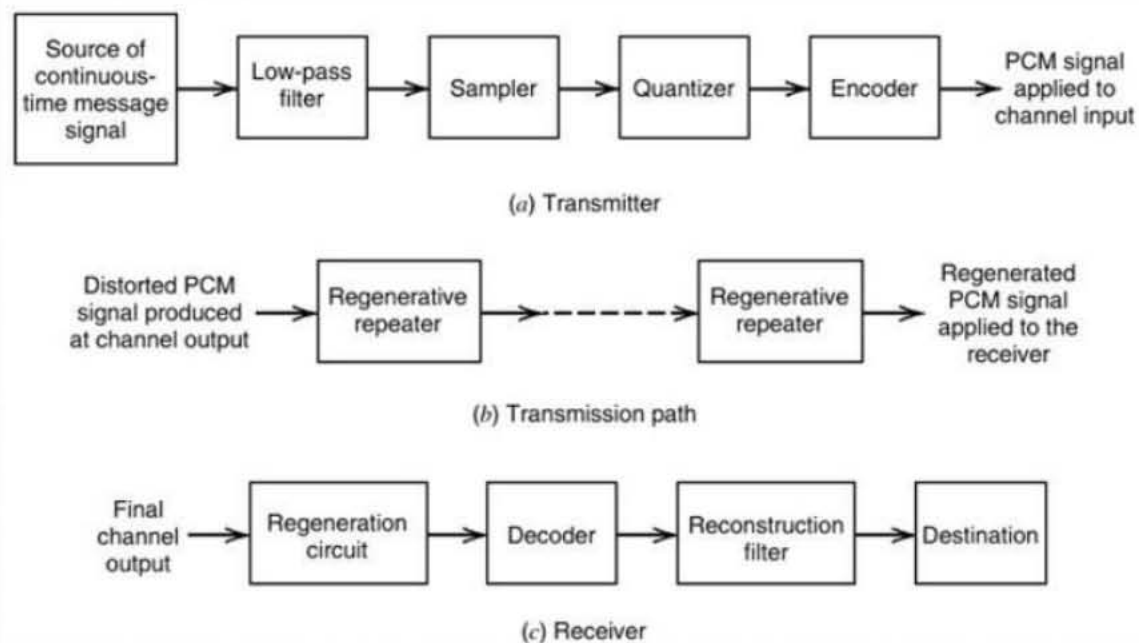 Source of
continuous-
time message
signal
Low-pass
filter
Sampler
Quantizer
Encoder
PCM signal
applied to
channel input
(a) Transmitter
Distorted PCM
signal produced
at channel output
Regenerative
repeater
Regenerative
repeater
Regenerated
PCM signal
applied to the
receiver
(b) Transmission path
Final
channel
output
Regeneration
circuit
Decoder
Reconstruction
filter
Destination
(c) Receiver